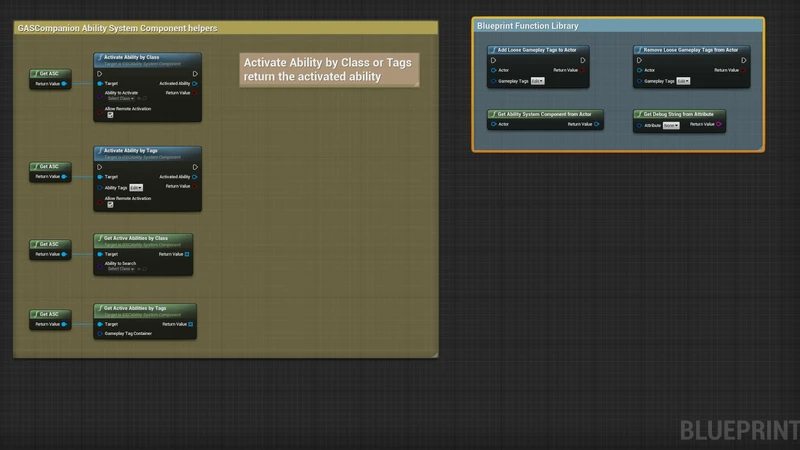 GASCompanion Ability System Component helpers
Activate Ability by Class
Target is GSCAbility System Component
Get ASC
Return Value
Target
Activated Ability
Ability to Activate
Return Value
Select Class
Allow Remote Activation
Activate Ability by Class or Tags
return the activated ability
Activate Ability by Tags
Target is GSCAbility System Component
Get ASC
Return Value
Target
Activated Ability
Ability Tags
Edit
Return Value
Allow Remote Activation
Get Active Abilities by Class
Target is GSCAbility System Component
Get ASC
Return Value
Target
Return Value
Ability to Search
Select Class
Get Active Abilities by Tags
Target is GSCAbility System Component
Get ASC
Return Value
Target
Return Value
Gameplay Tag Container
Blueprint Function Library
Add Loose Gameplay Tags to Actor
Actor
Return Value
Gameplay Tags
Edit
Remove Loose Gameplay Tags from Actor
Actor
Return Value
Gameplay Tags
Edit
Get Ability System Component from Actor
Actor
Return Value
Get Debug String from Attribute
Attribute
None
Return Value
BLUEPRINT